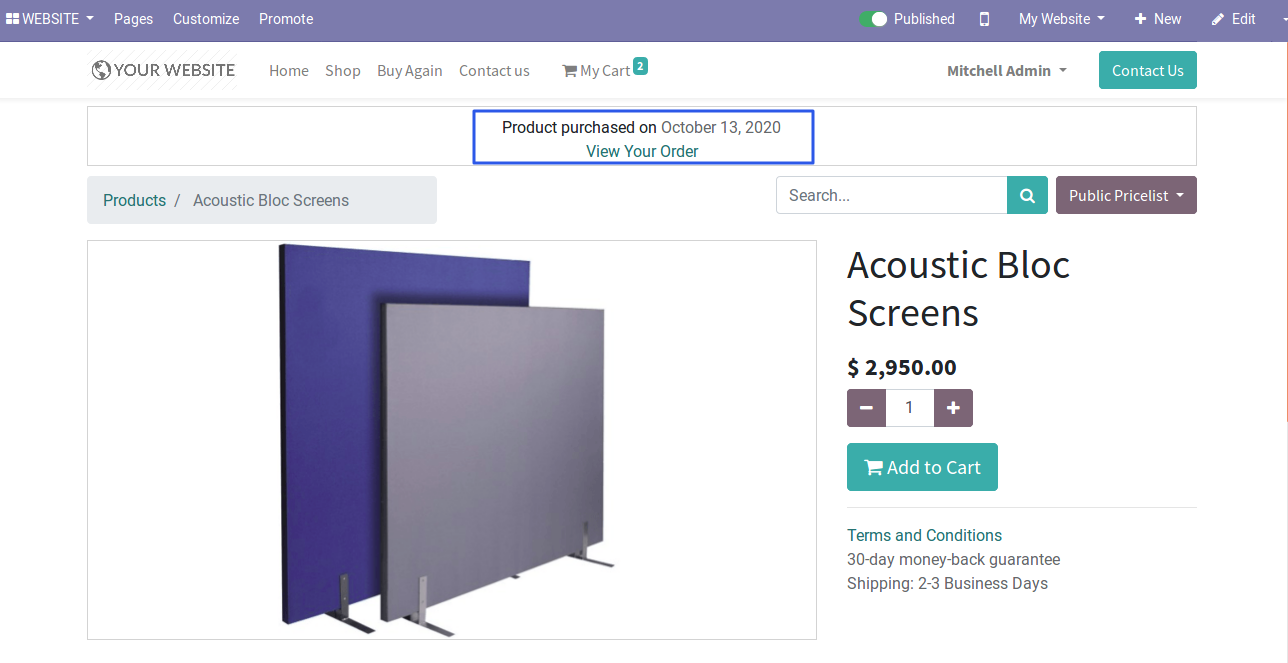 WEBSITE Pages Customize Promote Published My Website New Edit
YOUR WEBSITE Home Shop Buy Again Contact us My Cart 2 Mitchell Admin Contact Us
Product purchased on October 13, 2020
View Your Order
Products / Acoustic Bloc Screens Search... Public Pricelist
Acoustic Bloc
Screens
$ 2,950.00
1
Add to Cart
Terms and Conditions
30-day money-back guarantee
Shipping: 2-3 Business Days